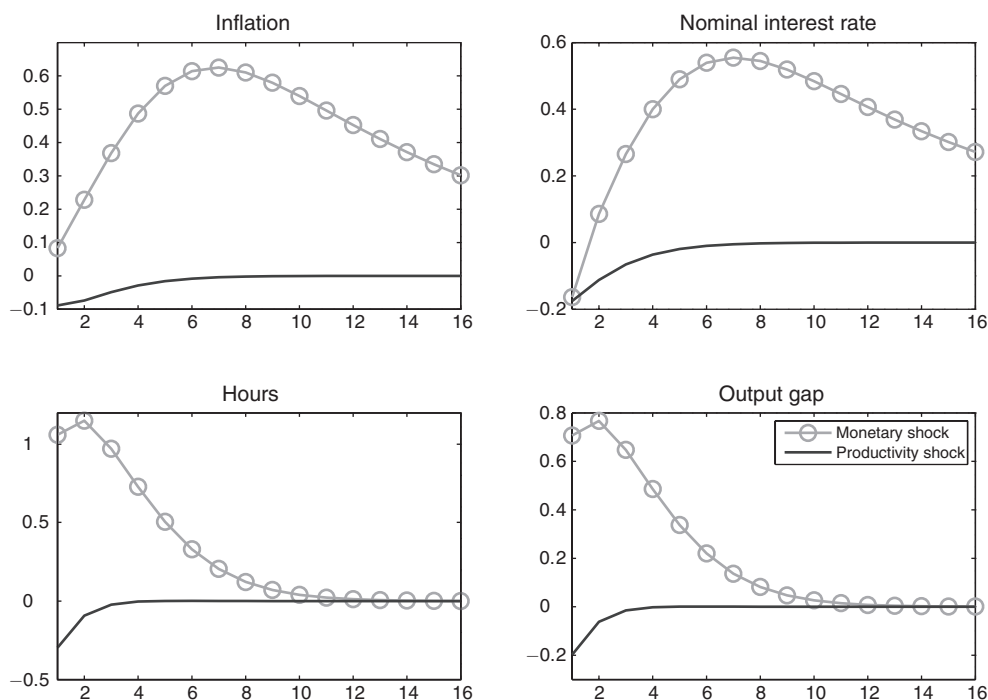 Inflation
0.6
0.5
0.4
0.3
0.2
0.1
0
−0.1
2 4 6 8 10 12 14 16
Nominal interest rate
0.6
0.4
0.2
0
−0.2
2 4 6 8 10 12 14 16
Hours
1
0.5
0
−0.5
2 4 6 8 10 12 14 16
Output gap
0.8
0.6
0.4
0.2
0
−0.2
2 4 6 8 10 12 14 16
Monetary shock
Productivity shock